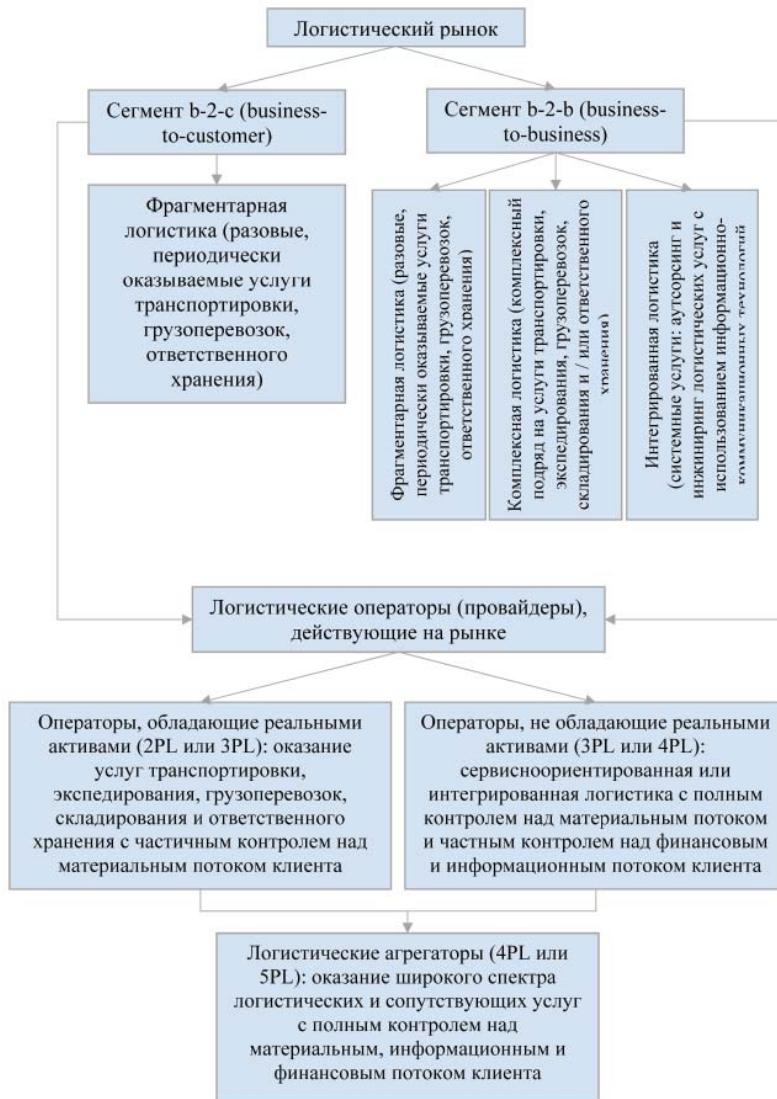 Логистический рынок
Сегмент b-2-c (business-
to-customer)
Сегмент b-2-b (business-
to-business)
Фрагментарная
логистика (разовые,
периодически
оказываемые услуги
транспортировки,
грузоперевозок,
ответственного
хранения)
Фрагментарная логистика (разовые,
периодически оказываемые услуги
транспортировки, грузоперевозок,
ответственного хранения)
Комплексная логистика (комплексный
подряд на услуги транспортировки,
экспедирования, грузоперевозок,
складирования и / или ответственного
хранения)
Интегрированная логистика
(системные услуги: аутсорсинг и
инжиниринг логистических услуг с
использованием информационно-
коммуникационных технологий
Логистические операторы (провайдеры),
действующие на рынке
Операторы, обладающие реальными
активами (2PL или 3PL): оказание
услуг транспортировки,
экспедирования, грузоперевозок,
складирования и ответственного
хранения с частичным контролем над
материальным потоком клиента
Операторы, не обладающие реальными
активами (3PL или 4PL):
сервисноориентированная или
интегрированная логистика с полным
контролем над материальным потоком
и частным контролем над финансовым
и информационным потоком клиента
Логистические агрегаторы (4PL или
5PL): оказание широкого спектра
логистических и сопутствующих услуг
с полным контролем над
материальным, информационным и
финансовым потоком клиента